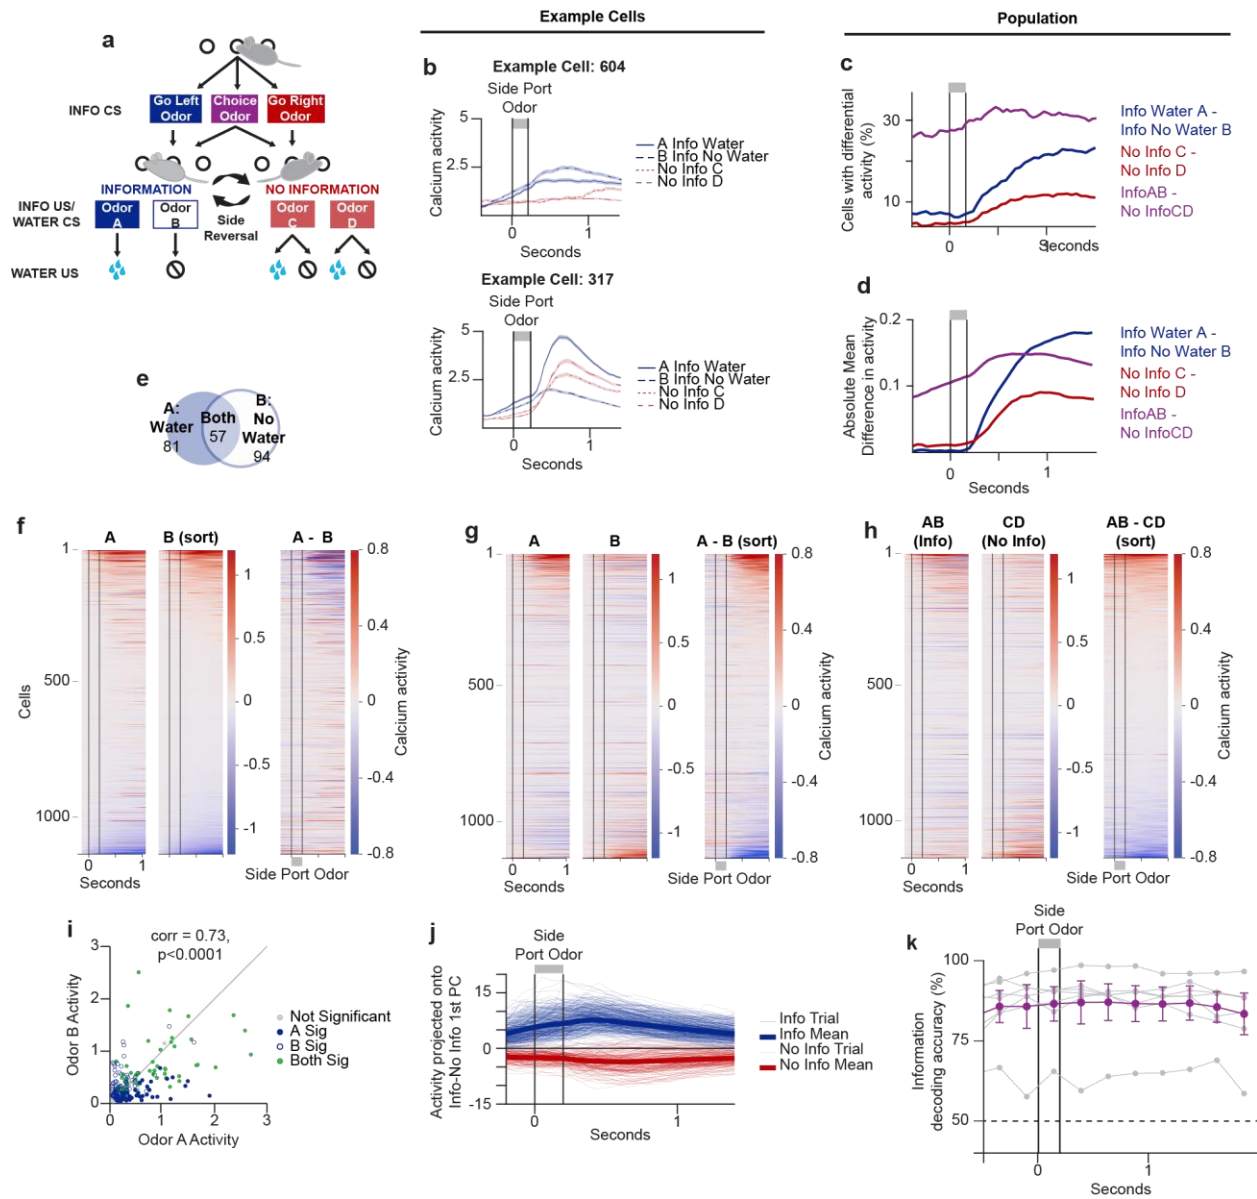 Example Cells
Population
a
INFO CS
Go Left
Odor
Choice
Odor
Go Right
Odor
INFORMATION
NO INFORMATION
INFO US/
WATER CS
Odor
A
Odor
B
Side
Reversal
Odor
C
Odor
D
WATER US
b
Example Cell: 604
Side Port
Odor
Calcium acitvity
5
2.5
0
1
Seconds
A Info Water
B Info No Water
No Info C
No Info D
Example Cell: 317
Side Port
Odor
Calcium acitvity
5
2.5
0
1
Seconds
A Info Water
B Info No Water
No Info C
No Info D
c
Cells with differential
activity (%)
30
10
0
1
Seconds
Info Water A -
Info No Water B
No Info C -
No Info D
InfoAB -
No InfoCD
d
Absolute Mean
Difference in activity
0.2
0.1
0
1
Seconds
Info Water A -
Info No Water B
No Info C -
No Info D
InfoAB -
No InfoCD
e
A:
Water
81
Both
57
B:
No
Water
94
f
A
B (sort)
A - B
Cells
1
500
1000
1
0.5
0
-0.5
-1
0.8
0.4
0
-0.4
-0.8
Calcium activity
0
1
Seconds
Side Port Odor
g
A
B
A - B (sort)
1
500
1000
1
0.5
0
-0.5
-1
0.8
0.4
0
-0.4
-0.8
Calcium activity
0
1
Seconds
Side Port Odor
h
AB
(Info)
CD
(No Info)
AB - CD
(sort)
1
500
1000
1
0.5
0
-0.5
-1
0.8
0.4
0
-0.4
-0.8
Calcium activity
0
1
Seconds
Side Port Odor
i
corr = 0.73,
p<0.0001
Odor B Activity
3
2
1
0
0
1
2
3
Odor A Activity
Not Significant
A Sig
B Sig
Both Sig
j
Side
Port Odor
Activity projected onto
Info-No Info 1st PC
15
0
-15
0
1
Seconds
Info Trial
Info Mean
No Info Trial
No Info Mean
k
Side
Port Odor
Information
decoding accuracy (%)
100
75
50
0
1
Seconds